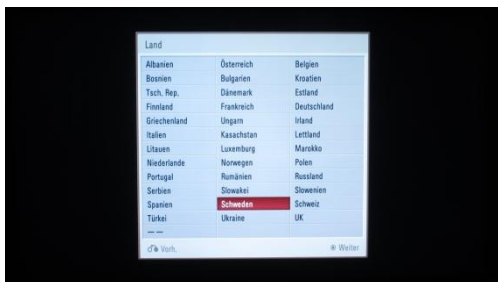 Land
Albanien Österreich Belgien
Bosnien Bulgarien Kroatien
Tsch. Rep. Dänemark Estland
Finnland Frankreich Deutschland
Griechenland Ungarn Irland
Italien Kasachstan Lettland
Litauen Luxemburg Marokko
Niederlande Norwegen Polen
Portugal Rumänien Russland
Serbien Slowakei Slowenien
Spanien Schweden Schweiz
Türkei Ukraine UK
— —
Vorh. Weiter